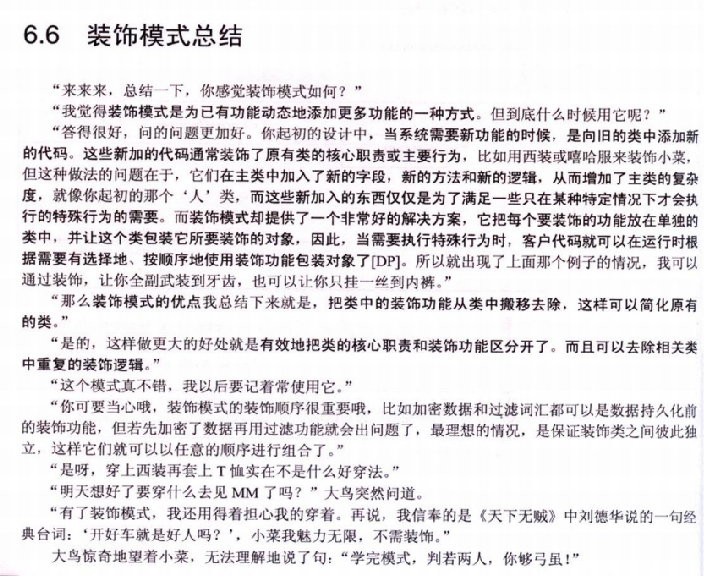 6.6 装饰模式总结
“来来来，总结一下，你感觉装饰模式如何？”
“我觉得装饰模式是为已有功能动态地添加更多功能的一种方式。但到底什么时候用它呢？”
“答得很好，问的问题更加好。你起初的设计中，当系统需要新功能的时候，是向旧的类中添加新
的代码。这些新加的代码通常装饰了原有类的核心职责或主要行为，比如用西装或嘻哈服来装饰小菜，
但这种做法的问题在于，它们在主类中加入了新的字段，新的方法和新的逻辑，从而增加了主类的复杂
度，就像你起初的那个‘人’类，而这些新加入的东西仅仅是为了满足一些只在某种特定情况下才会执
行的特殊行为的需要。而装饰模式却提供了一个非常好的解决方案，它把每个要装饰的功能放在单独的
类中，并让这个类包装它所要装饰的对象，因此，当需要执行特殊行为时，客户代码就可以在运行时根
据需要有选择地、按顺序地使用装饰功能包装对象了[DP]。所以就出现了上面那个例子的情况，我可以
通过装饰，让你全副武装到牙齿，也可以让你只挂一丝到内裤。”
“那么装饰模式的优点我总结下来就是，把类中的装饰功能从类中搬移去除，这样可以简化原有
的类。”
“是的，这样做更大的好处就是有效地把类的核心职责和装饰功能区分开了。而且可以去除相关类
中重复的装饰逻辑。”
“这个模式真不错，我以后要记着常使用它。”
“你可要当心哦，装饰模式的装饰顺序很重要哦，比如加密数据和过滤词汇都可以是数据持久化前
的装饰功能，但若先加密了数据再用过滤功能就会出问题了，最理想的情况，是保证装饰类之间彼此独
立，这样它们就可以以任意的顺序进行组合了。”
“是呀，穿上西装再套上 T 恤实在不是什么好穿法。”
“明天想好了要穿什么去见 MM 了吗？”大鸟突然问道。
“有了装饰模式，我还用得着担心我的穿着。再说，我信奉的是《天下无贼》中刘德华说的一句经
典台词：‘开好车就是好人吗？’，小菜我魅力无限，不需装饰。”
大鸟惊奇地望着小菜，无法理解地说了句：“学完模式，判若两人，你够弓虽！”